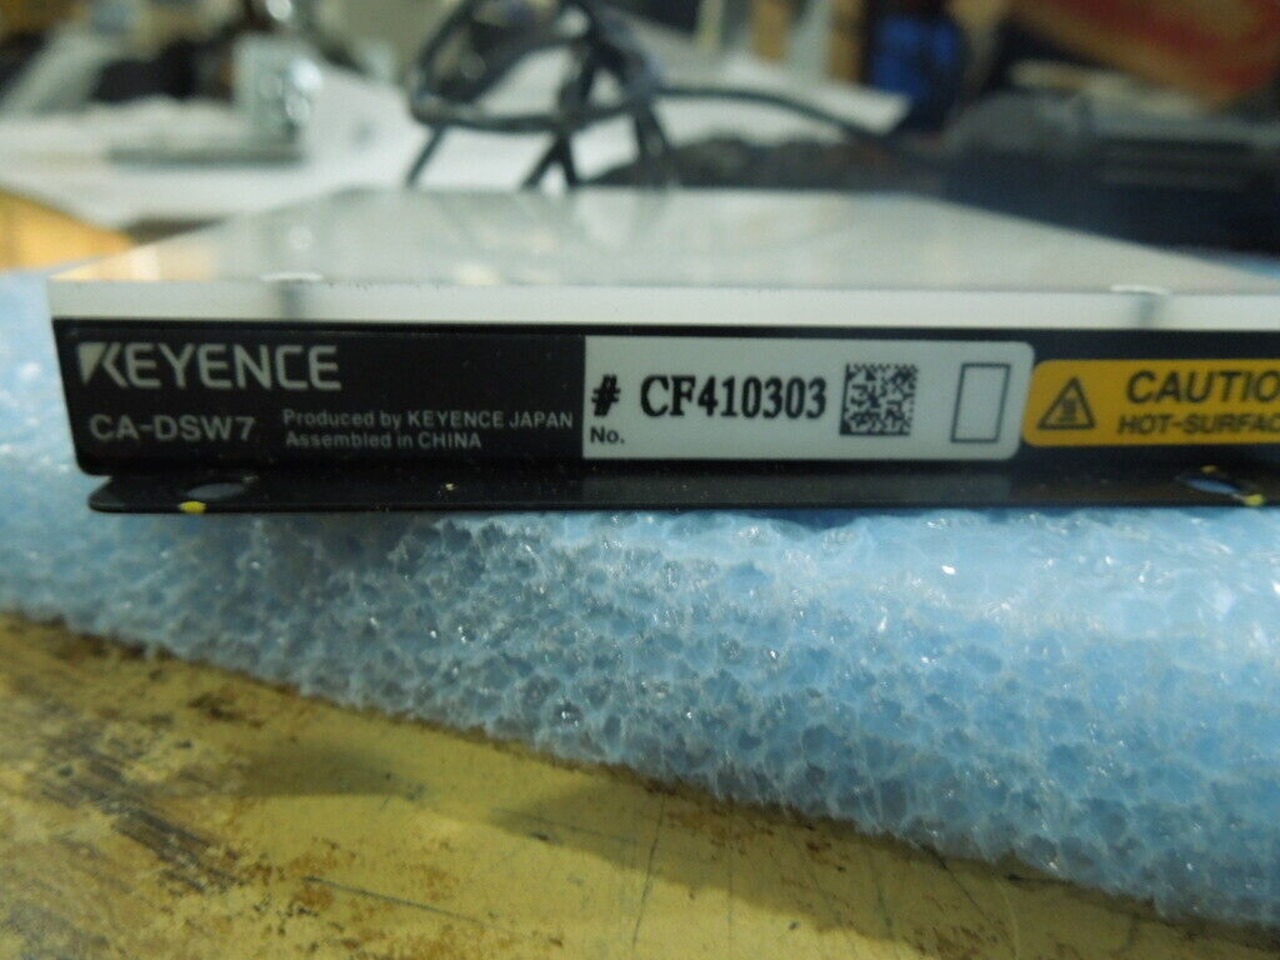 KEYENCE
CA-DSW7
Produced by KEYENCE JAPAN
Assembled in CHINA
# CF410303
No.
CAUTIO
HOT-SURFAC